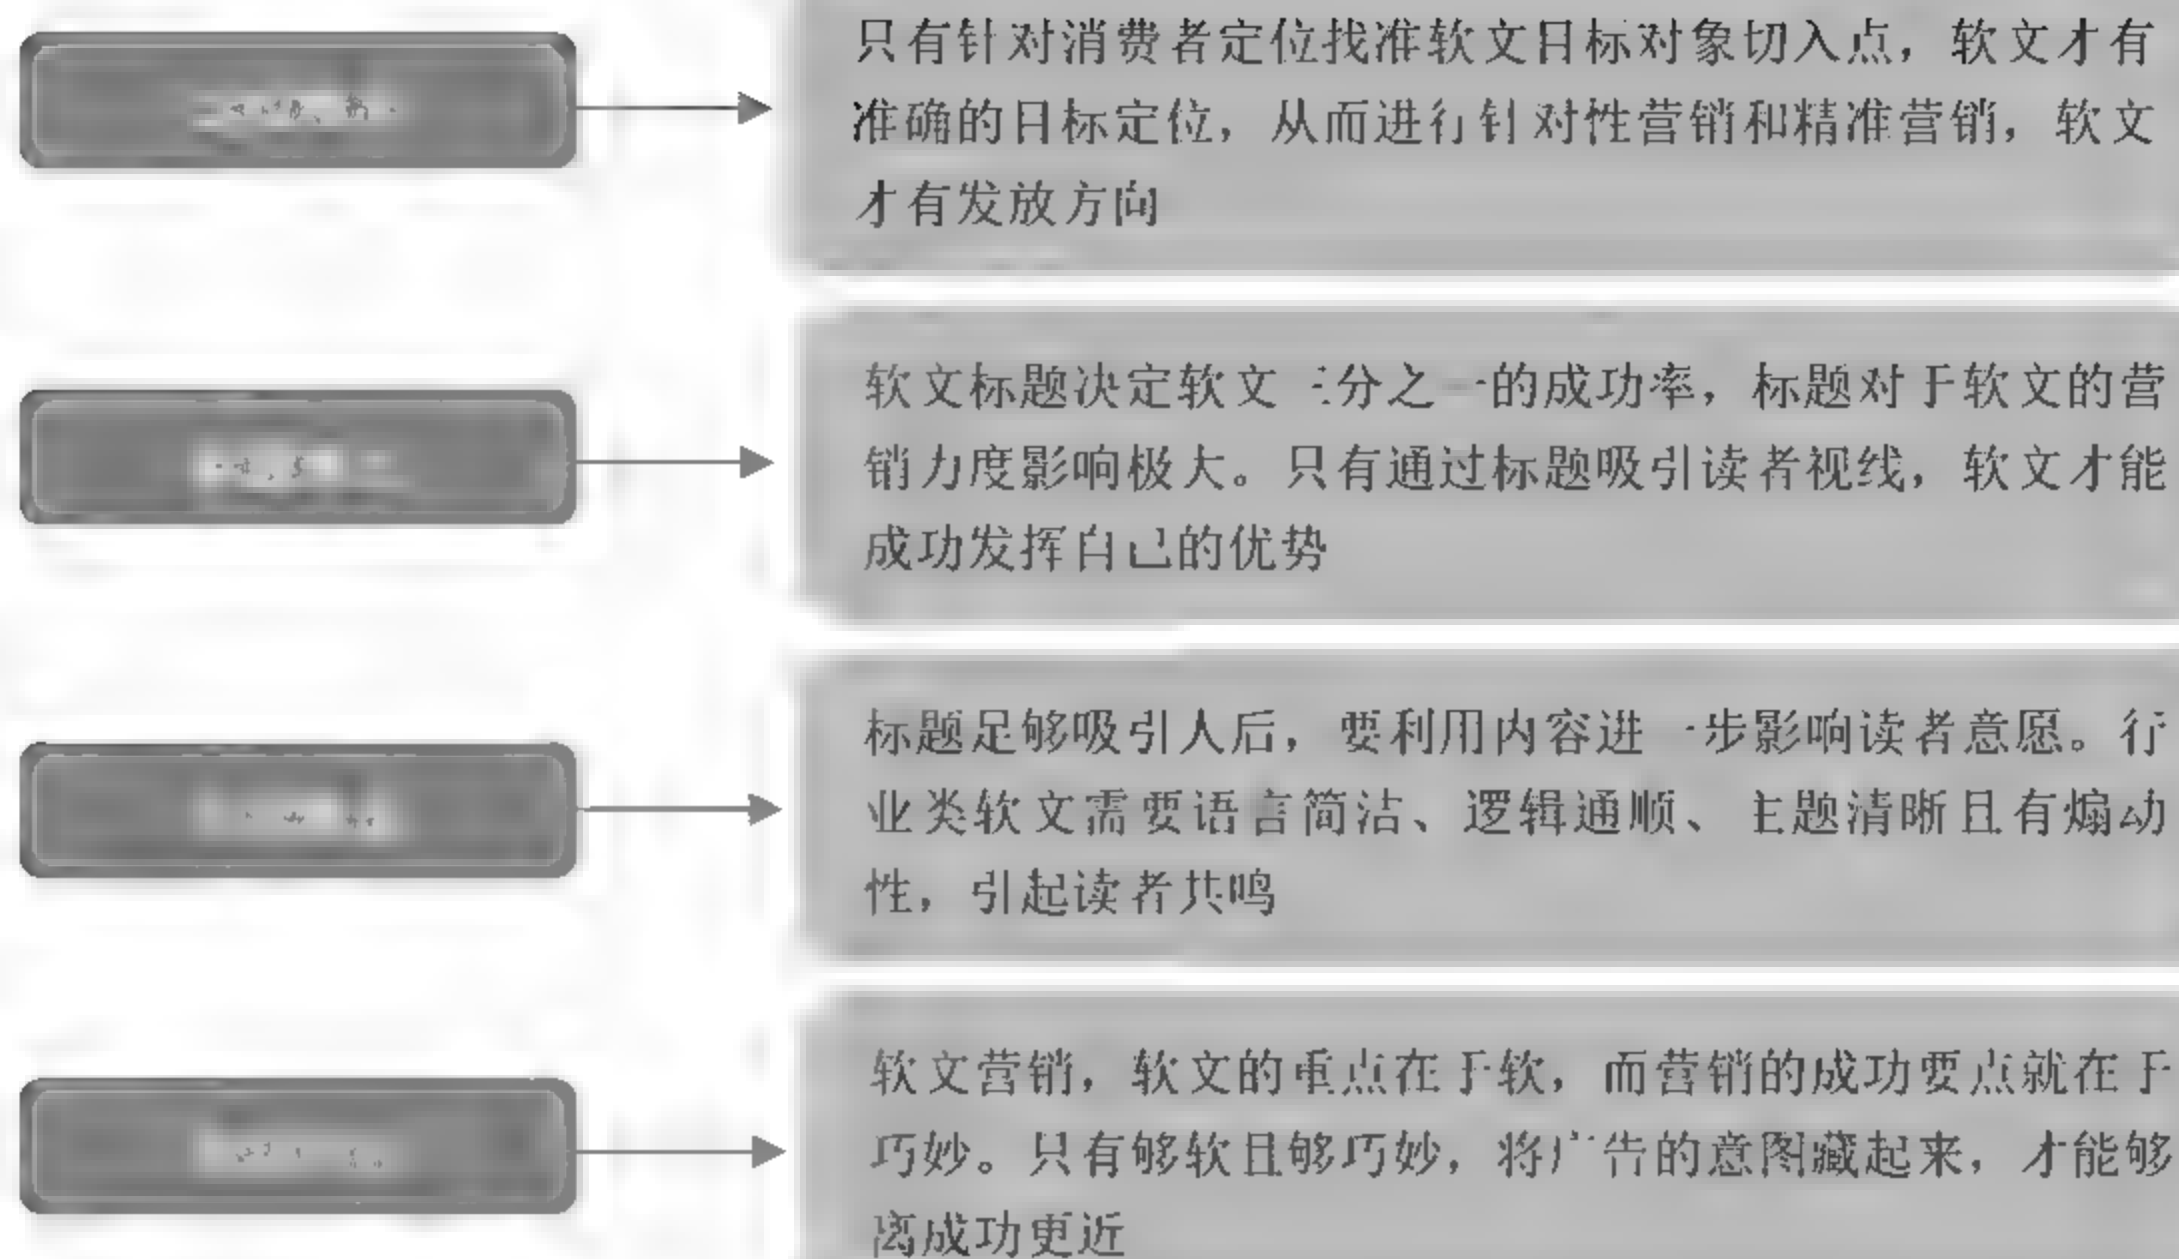 只有针对消费者定位找准软文目标对象切入点，软文才有
准确的目标定位，从而进行针对性营销和精准营销，软文
才有发放方向
软文标题决定软文三分之一的成功率，标题对于软文的营
销力度影响极大。只有通过标题吸引读者视线，软文才能
成功发挥自己的优势
标题足够吸引人后，要利用内容进一步影响读者意愿。行
业类软文需要语言简洁、逻辑通顺、主题清晰且有煽动
性，引起读者共鸣
软文营销，软文的重点在于软，而营销的成功要点就在于
巧妙。只有够软且够巧妙，将广告的意图藏起来，才能够
离成功更近